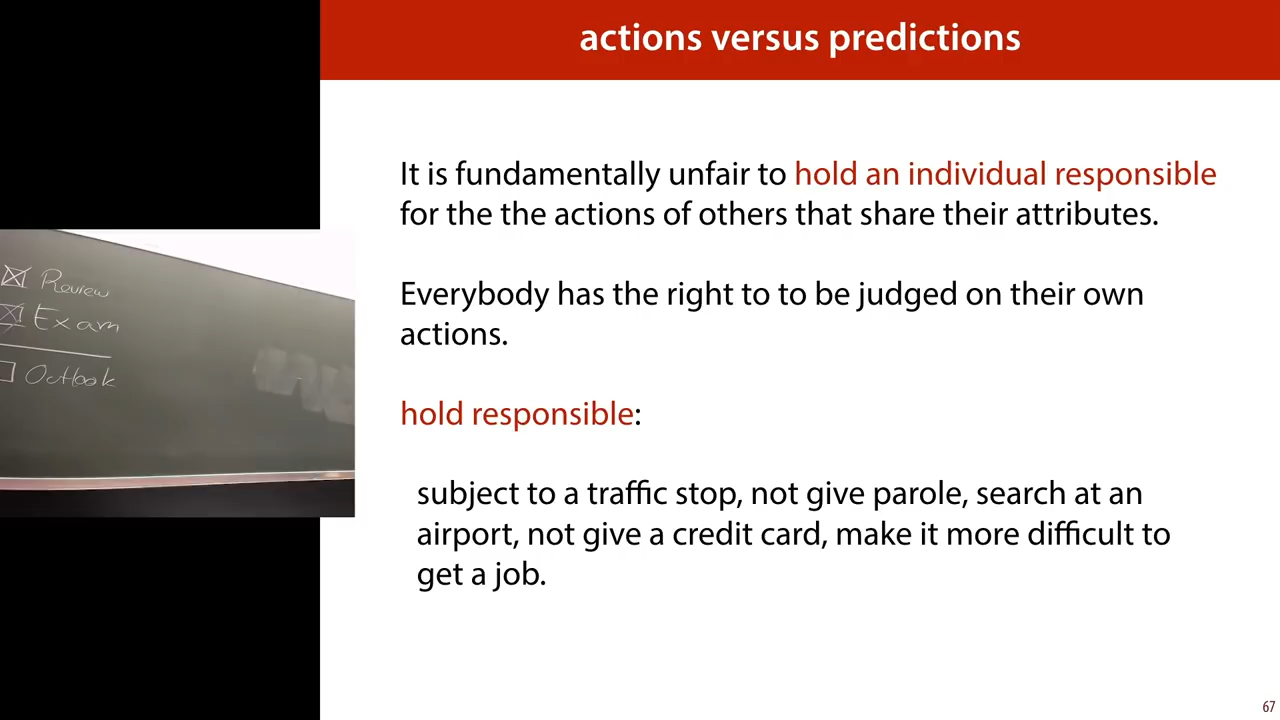 actions versus predictions
It is fundamentally unfair to hold an individual responsible
for the the actions of others that share their attributes.
Everybody has the right to to be judged on their own
actions.
hold responsible:
subject to a traffic stop, not give parole, search at an
airport, not give a credit card, make it more difficult to
get a job.
Review
Exam
Outlook
67